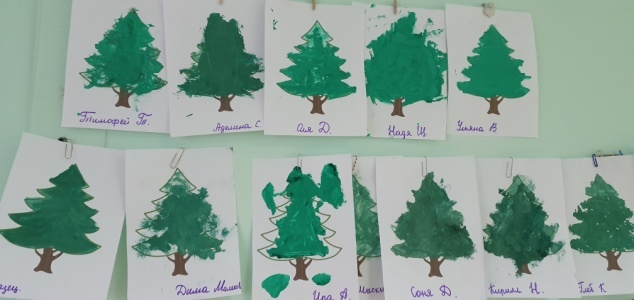 Тимофей Т.
Аделина С.
Оля Д.
Надя Ц.
Ульяна В
Дима
Ира А.
Соня Д.
Кирилл Н.
Глеб К